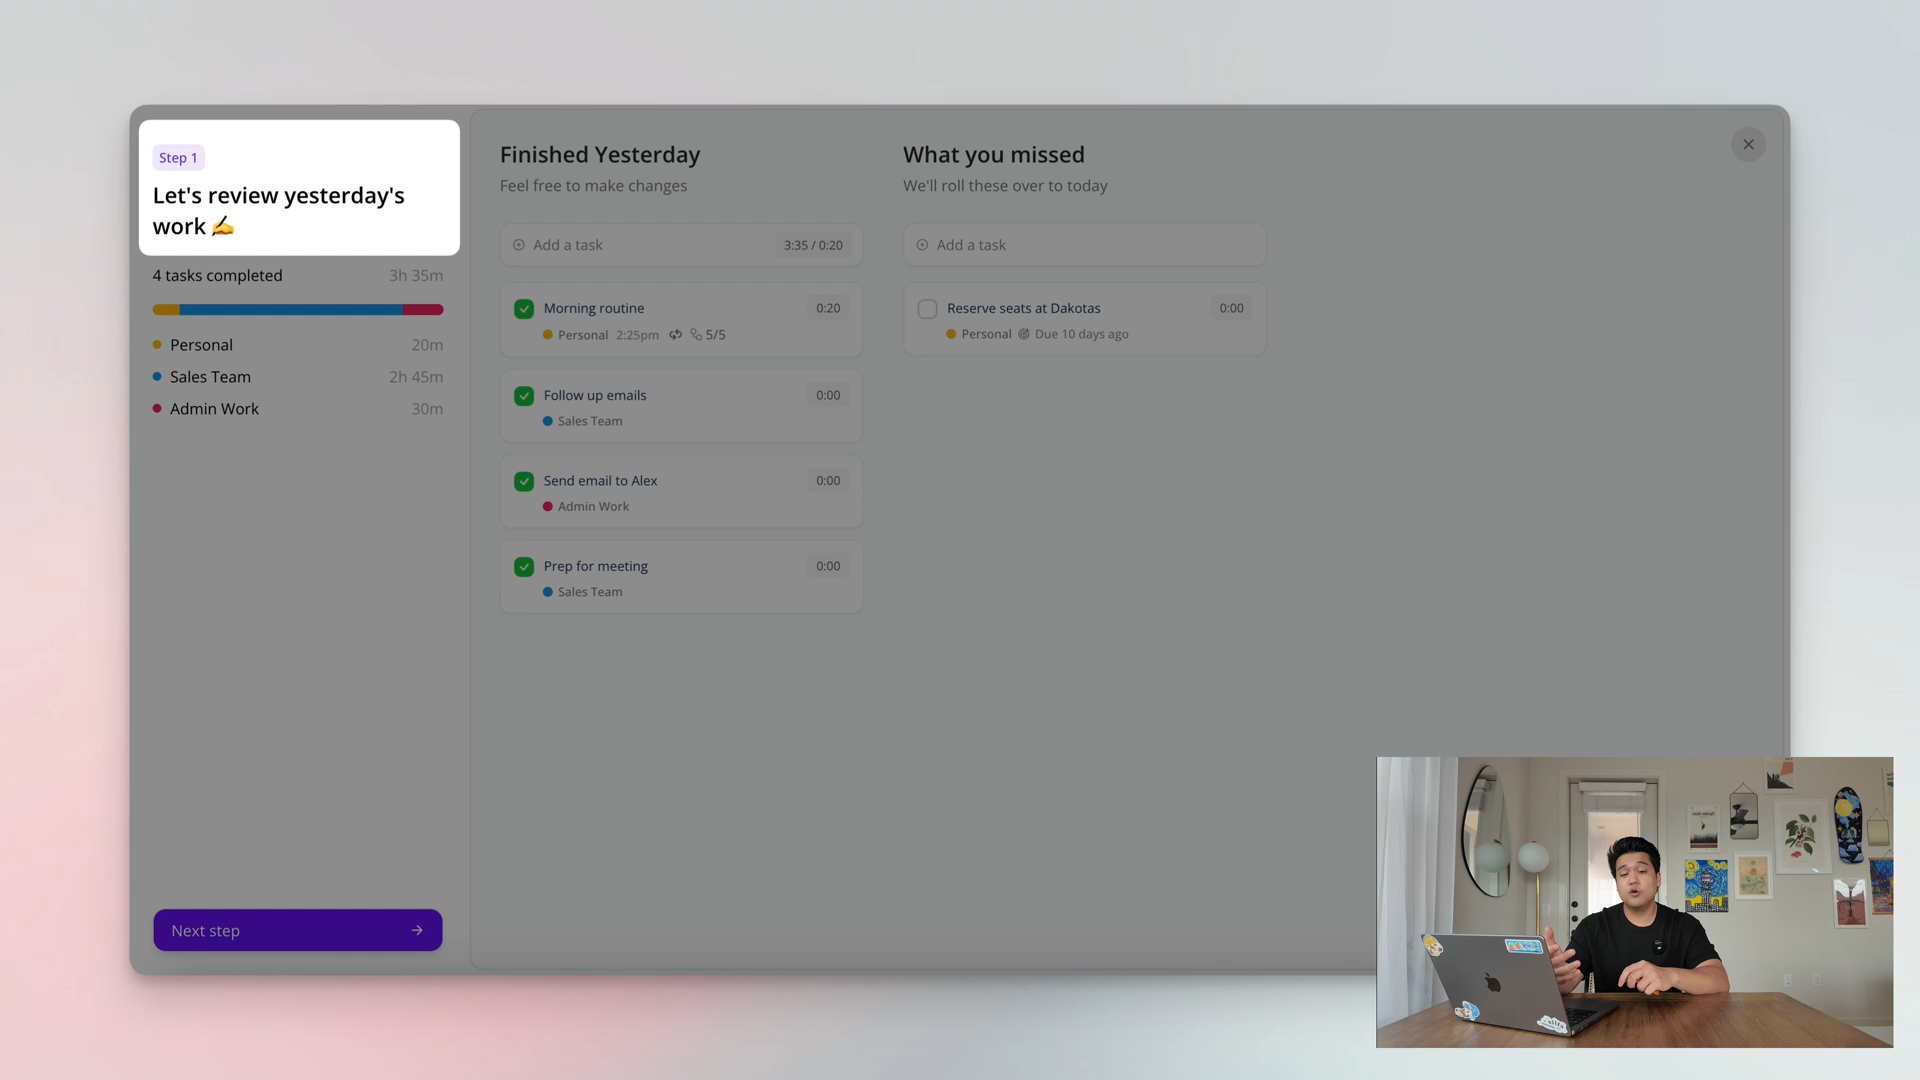 Step 1
Let's review yesterday's
work ✍️
4 tasks completed 3h 35m
Personal 20m
Sales Team 2h 45m
Admin Work 30m
Next step
Finished Yesterday
Feel free to make changes
Add a task 3:35 / 0:20
Morning routine 0:20
Personal 2:25pm 5/5
Follow up emails 0:00
Sales Team
Send email to Alex 0:00
Admin Work
Prep for meeting 0:00
Sales Team
What you missed
We'll roll these over to today
Add a task
Reserve seats at Dakotas 0:00
Personal Due 10 days ago